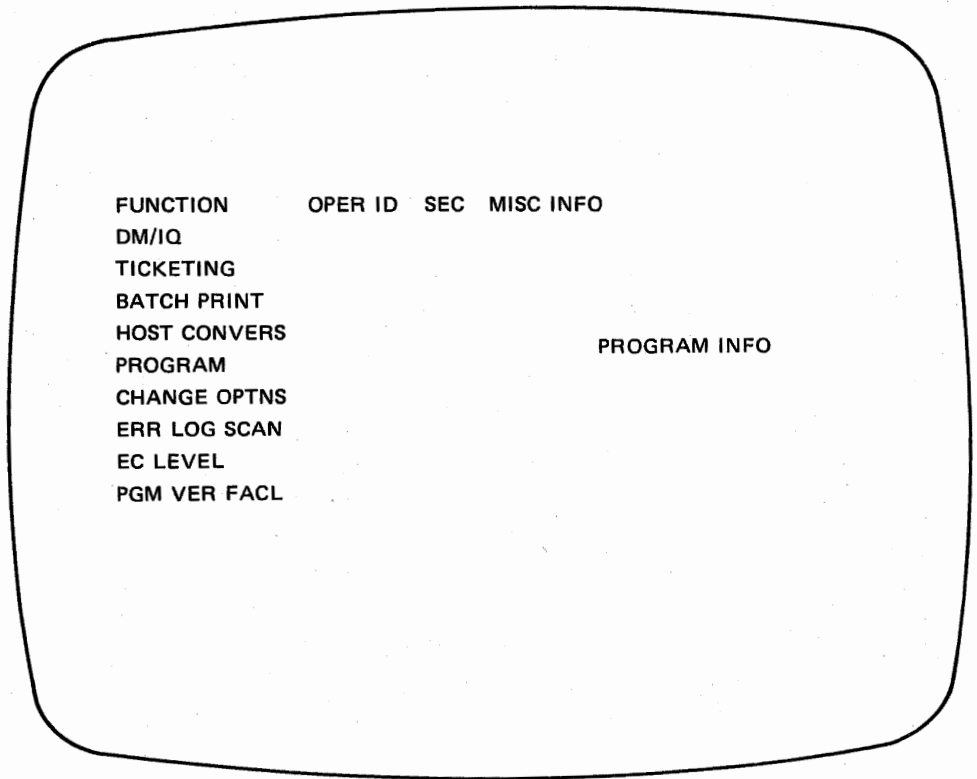 FUNCTION OPER ID SEC MISC INFO
DM/IQ
TICKETING
BATCH PRINT
HOST CONVERS
PROGRAM INFO
PROGRAM
CHANGE OPTNS
ERR LOG SCAN
EC LEVEL
PGM VER FACL